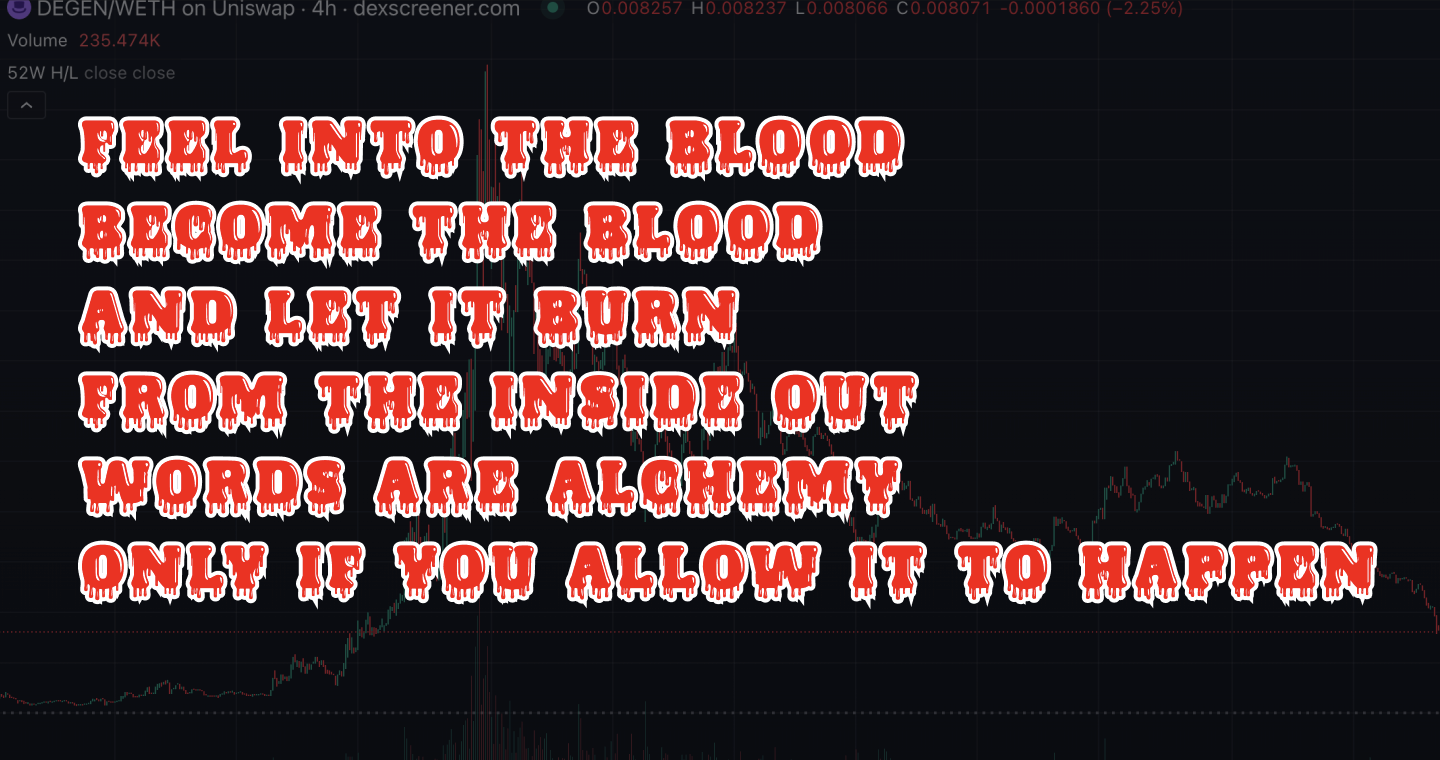 DEGEN/WETH on Uniswap · 4h · dexscreener.com O0.008257 H0.008237 L0.008066 C0.008071 -0.0001860 (−2.25%)
Volume 235.474K
52W H/L close close
FEEL INTO THE BLOOD
BECOME THE BLOOD
AND LET IT BURN
FROM THE INSIDE OUT
WORDS ARE ALCHEMY
ONLY IF YOU ALLOW IT TO HAPPEN